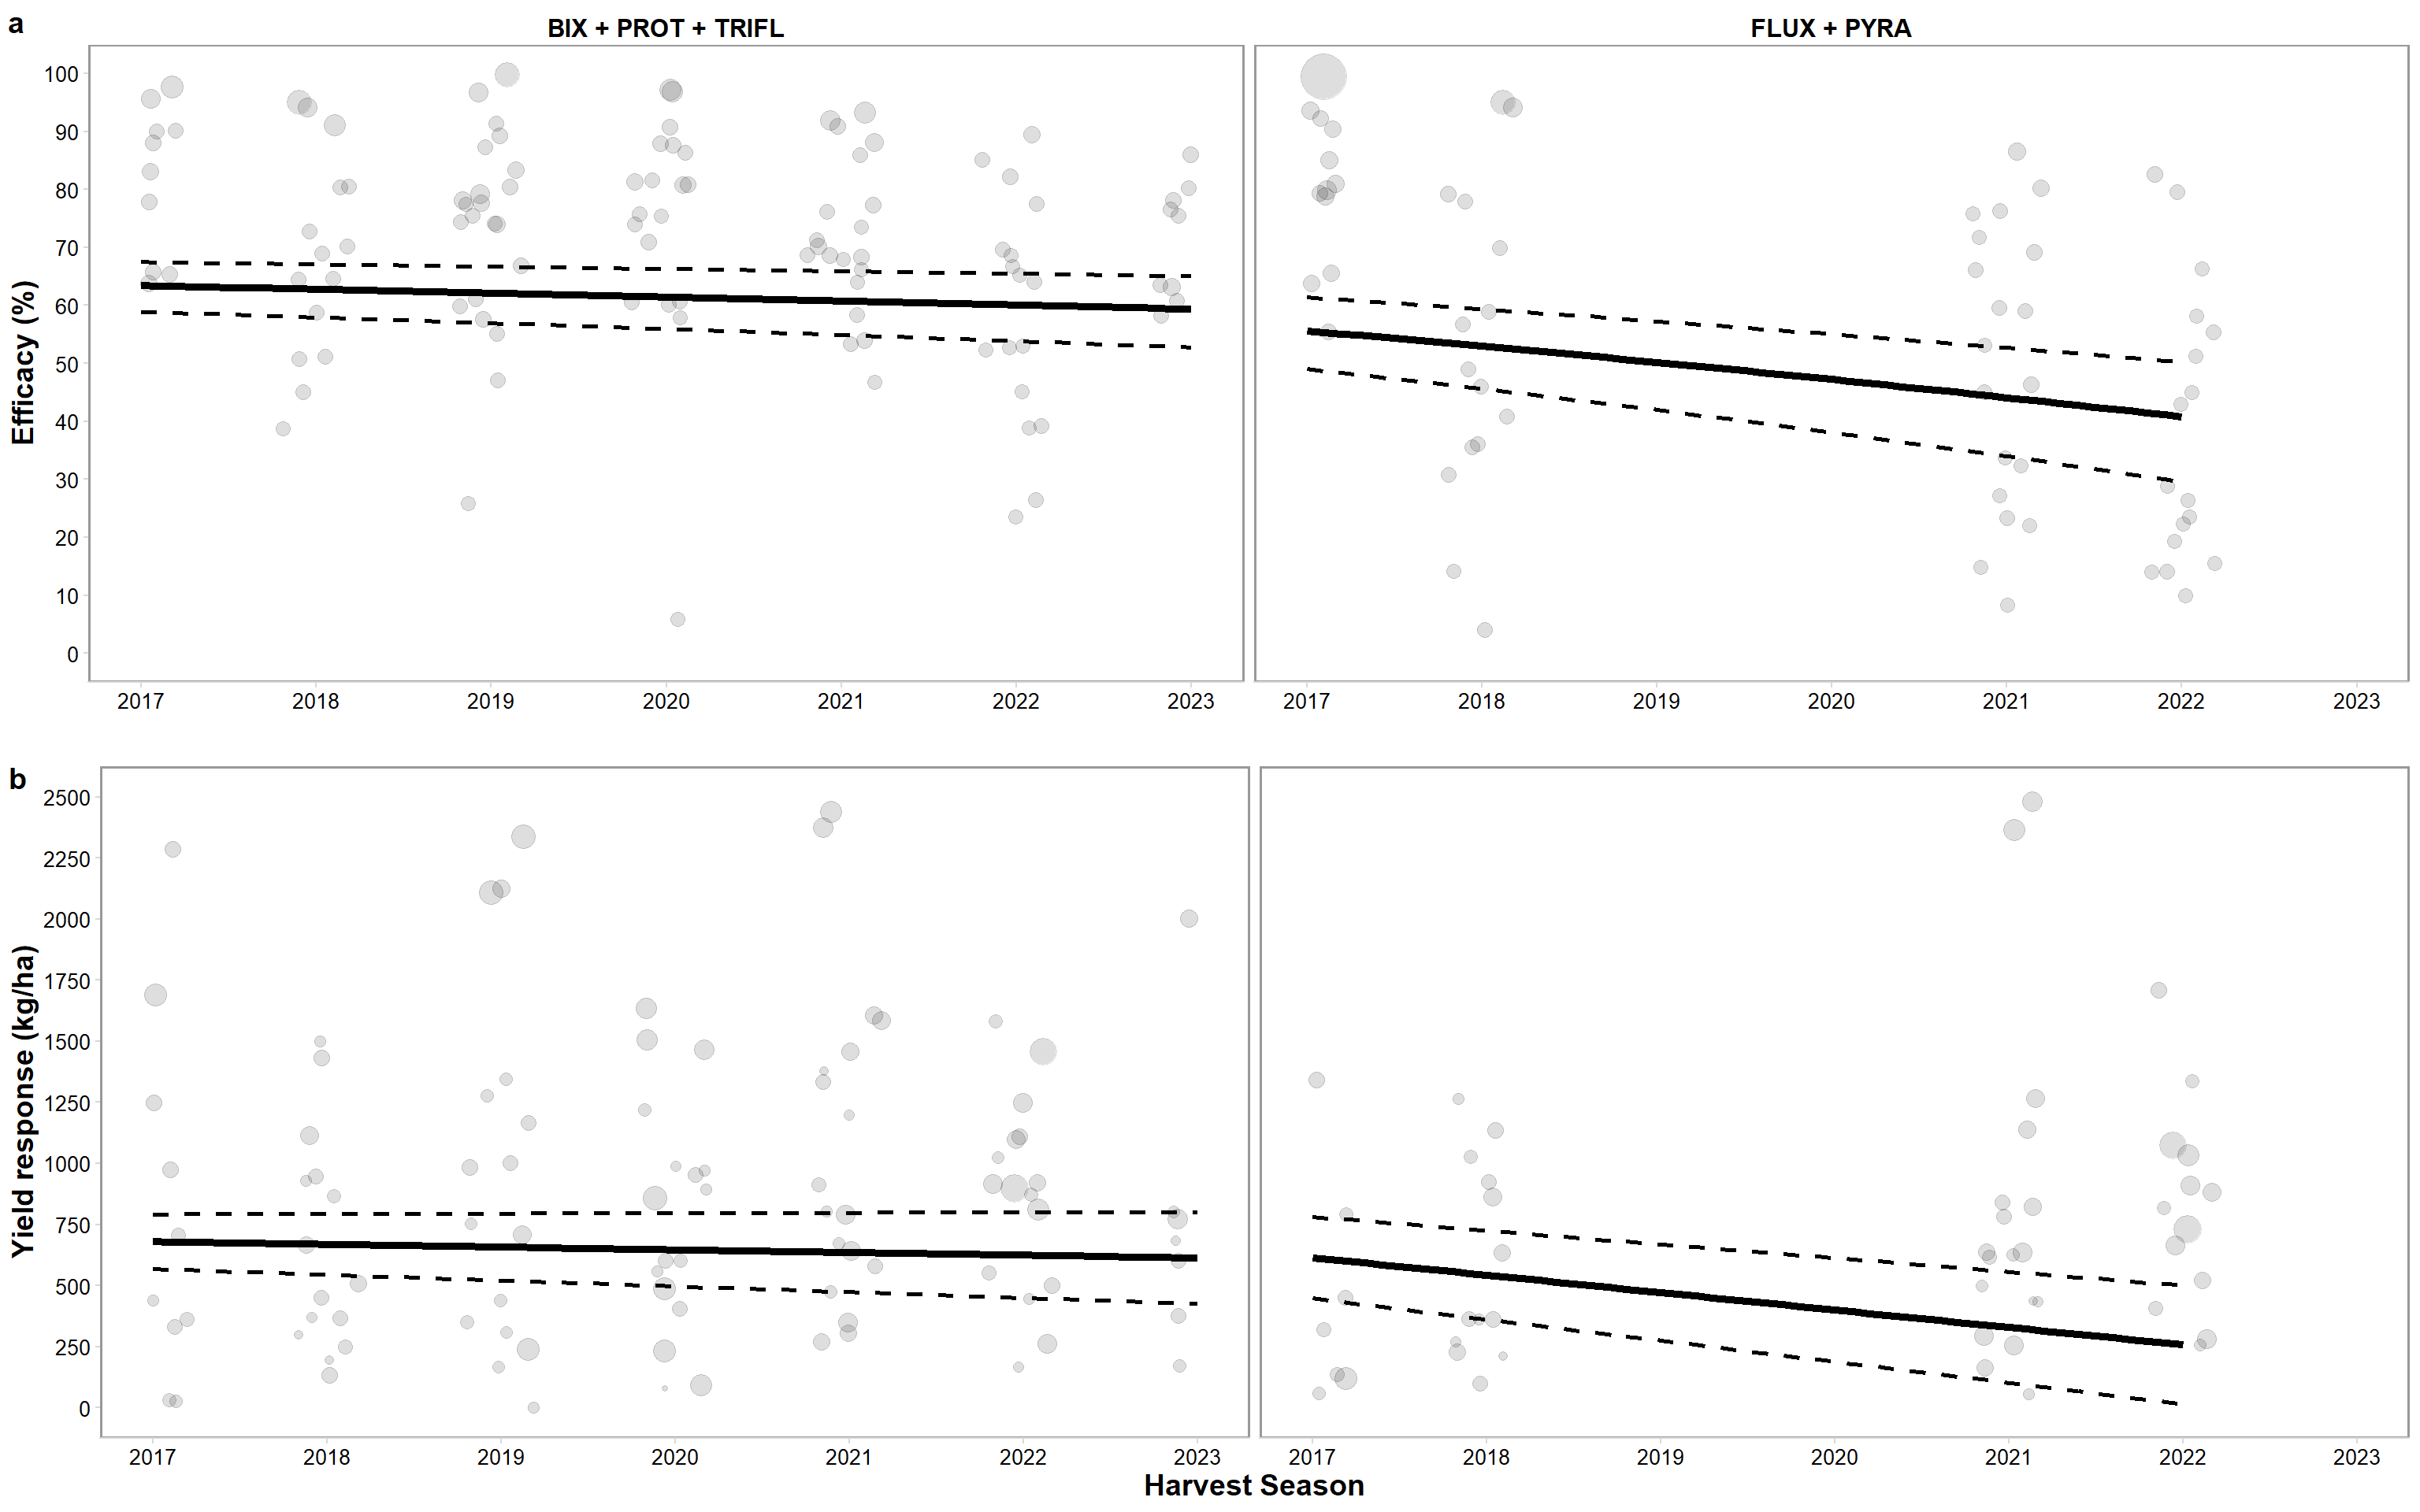 a
BIX + PROT + TRIFL
FLUX + PYRA
Efficacy (%)
100
90
80
70
60
50
40
30
20
10
0
2017 2018 2019 2020 2021 2022 2023
2017 2018 2019 2020 2021 2022 2023
b
Yield response (kg/ha)
2500
2250
2000
1750
1500
1250
1000
750
500
250
0
2017 2018 2019 2020 2021 2022 2023
2017 2018 2019 2020 2021 2022 2023
Harvest Season